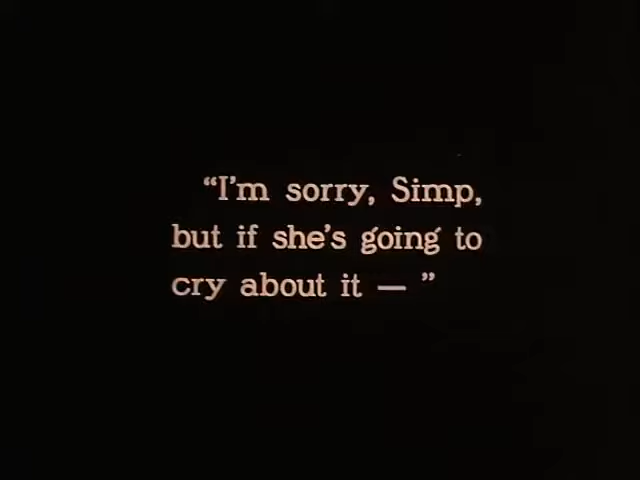 “I’m sorry, Simp,
but if she’s going to
cry about it — ”